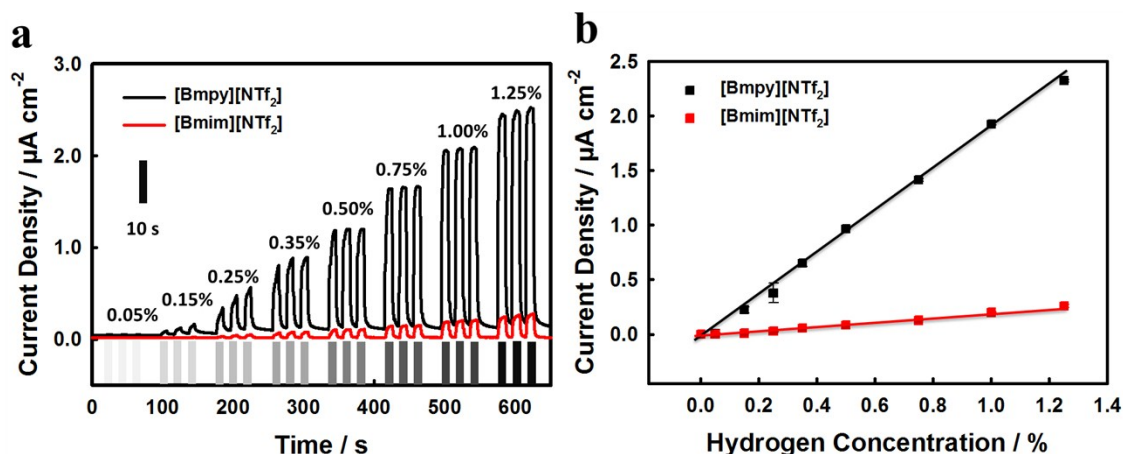 a
Current Density / µA cm⁻²
3.0
2.0
1.0
0.0
[Bmpy][NTf₂]
[Bmim][NTf₂]
10 s
0.05%
0.15%
0.25%
0.35%
0.50%
0.75%
1.00%
1.25%
0 100 200 300 400 500 600
Time / s
b
Current Density / µA cm⁻²
2.5
2.0
1.5
1.0
0.5
0.0
[Bmpy][NTf₂]
[Bmim][NTf₂]
0.0 0.2 0.4 0.6 0.8 1.0 1.2 1.4
Hydrogen Concentration / %